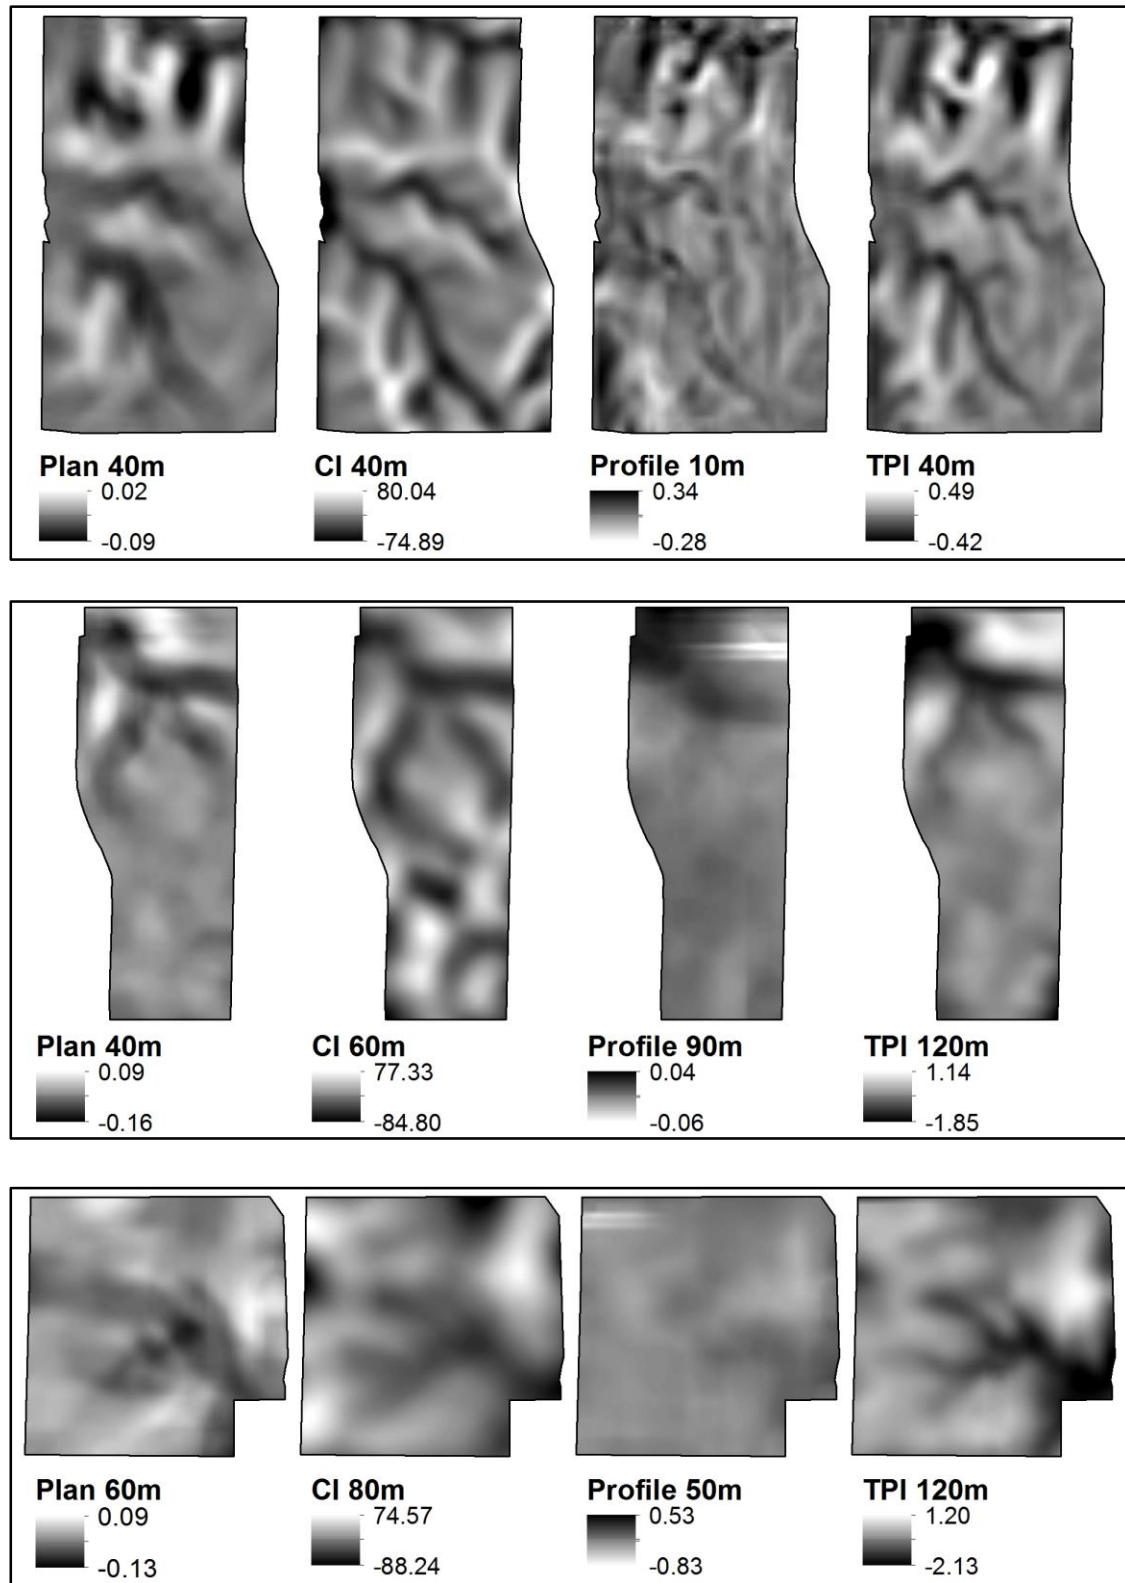 Plan 40m CI 40m Profile 10m TPI 40m
0.02 80.04 0.34 0.49
-0.09 -74.89 -0.28 -0.42
Plan 40m CI 60m Profile 90m TPI 120m
0.09 77.33 0.04 1.14
-0.16 -84.80 -0.06 -1.85
Plan 60m CI 80m Profile 50m TPI 120m
0.09 74.57 0.53 1.20
-0.13 -88.24 -0.83 -2.13